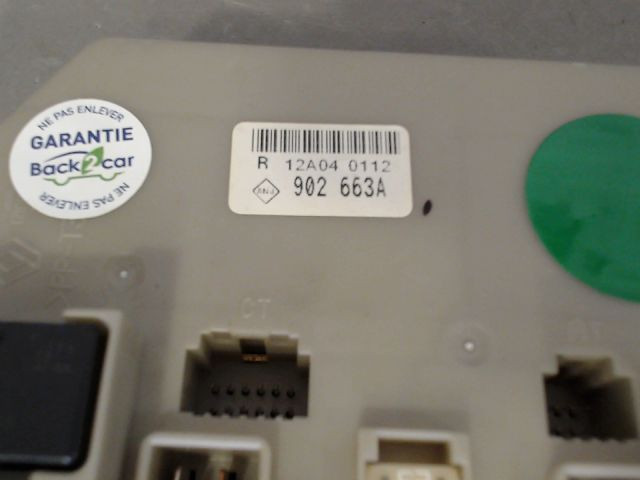 NE PAS ENLEVER
GARANTIE
Back2car
NE PAS ENLEVER
R 12A04 0112
902 663A
CT